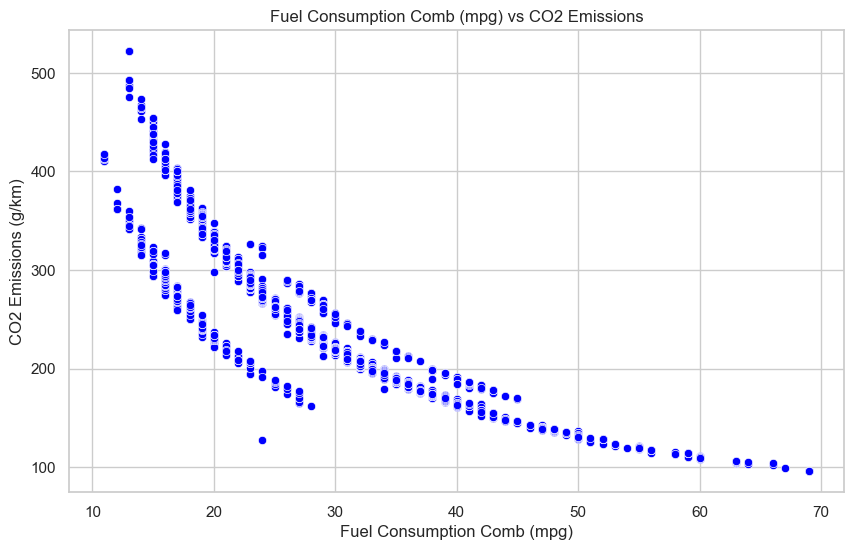 Fuel Consumption Comb (mpg) vs CO2 Emissions
CO2 Emissions (g/km)
500
400
300
200
100
10 20 30 40 50 60 70
Fuel Consumption Comb (mpg)